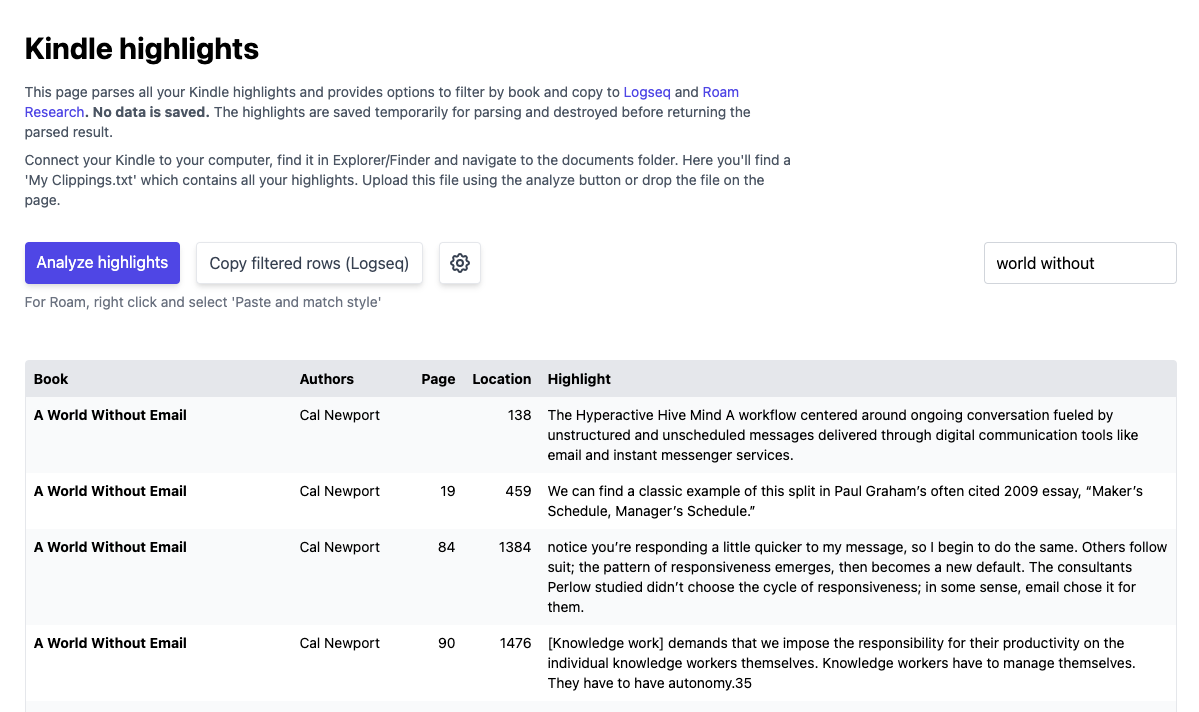 Kindle highlights
This page parses all your Kindle highlights and provides options to filter by book and copy to Logseq and Roam
Research. No data is saved. The highlights are saved temporarily for parsing and destroyed before returning the
parsed result.
Connect your Kindle to your computer, find it in Explorer/Finder and navigate to the documents folder. Here you'll find a
'My Clippings.txt' which contains all your highlights. Upload this file using the analyze button or drop the file on the
page.
Analyze highlights Copy filtered rows (Logseq) world without
For Roam, right click and select 'Paste and match style'
Book Authors Page Location Highlight
A World Without Email Cal Newport 138 The Hyperactive Hive Mind A workflow centered around ongoing conversation fueled by
unstructured and unscheduled messages delivered through digital communication tools like
email and instant messenger services.
A World Without Email Cal Newport 19 459 We can find a classic example of this split in Paul Graham’s often cited 2009 essay, “Maker’s
Schedule, Manager’s Schedule.”
A World Without Email Cal Newport 84 1384 notice you’re responding a little quicker to my message, so I begin to do the same. Others follow
suit; the pattern of responsiveness emerges, then becomes a new default. The consultants
Perlow studied didn’t choose the cycle of responsiveness; in some sense, email chose it for
them.
A World Without Email Cal Newport 90 1476 [Knowledge work] demands that we impose the responsibility for their productivity on the
individual knowledge workers themselves. Knowledge workers have to manage themselves.
They have to have autonomy.35